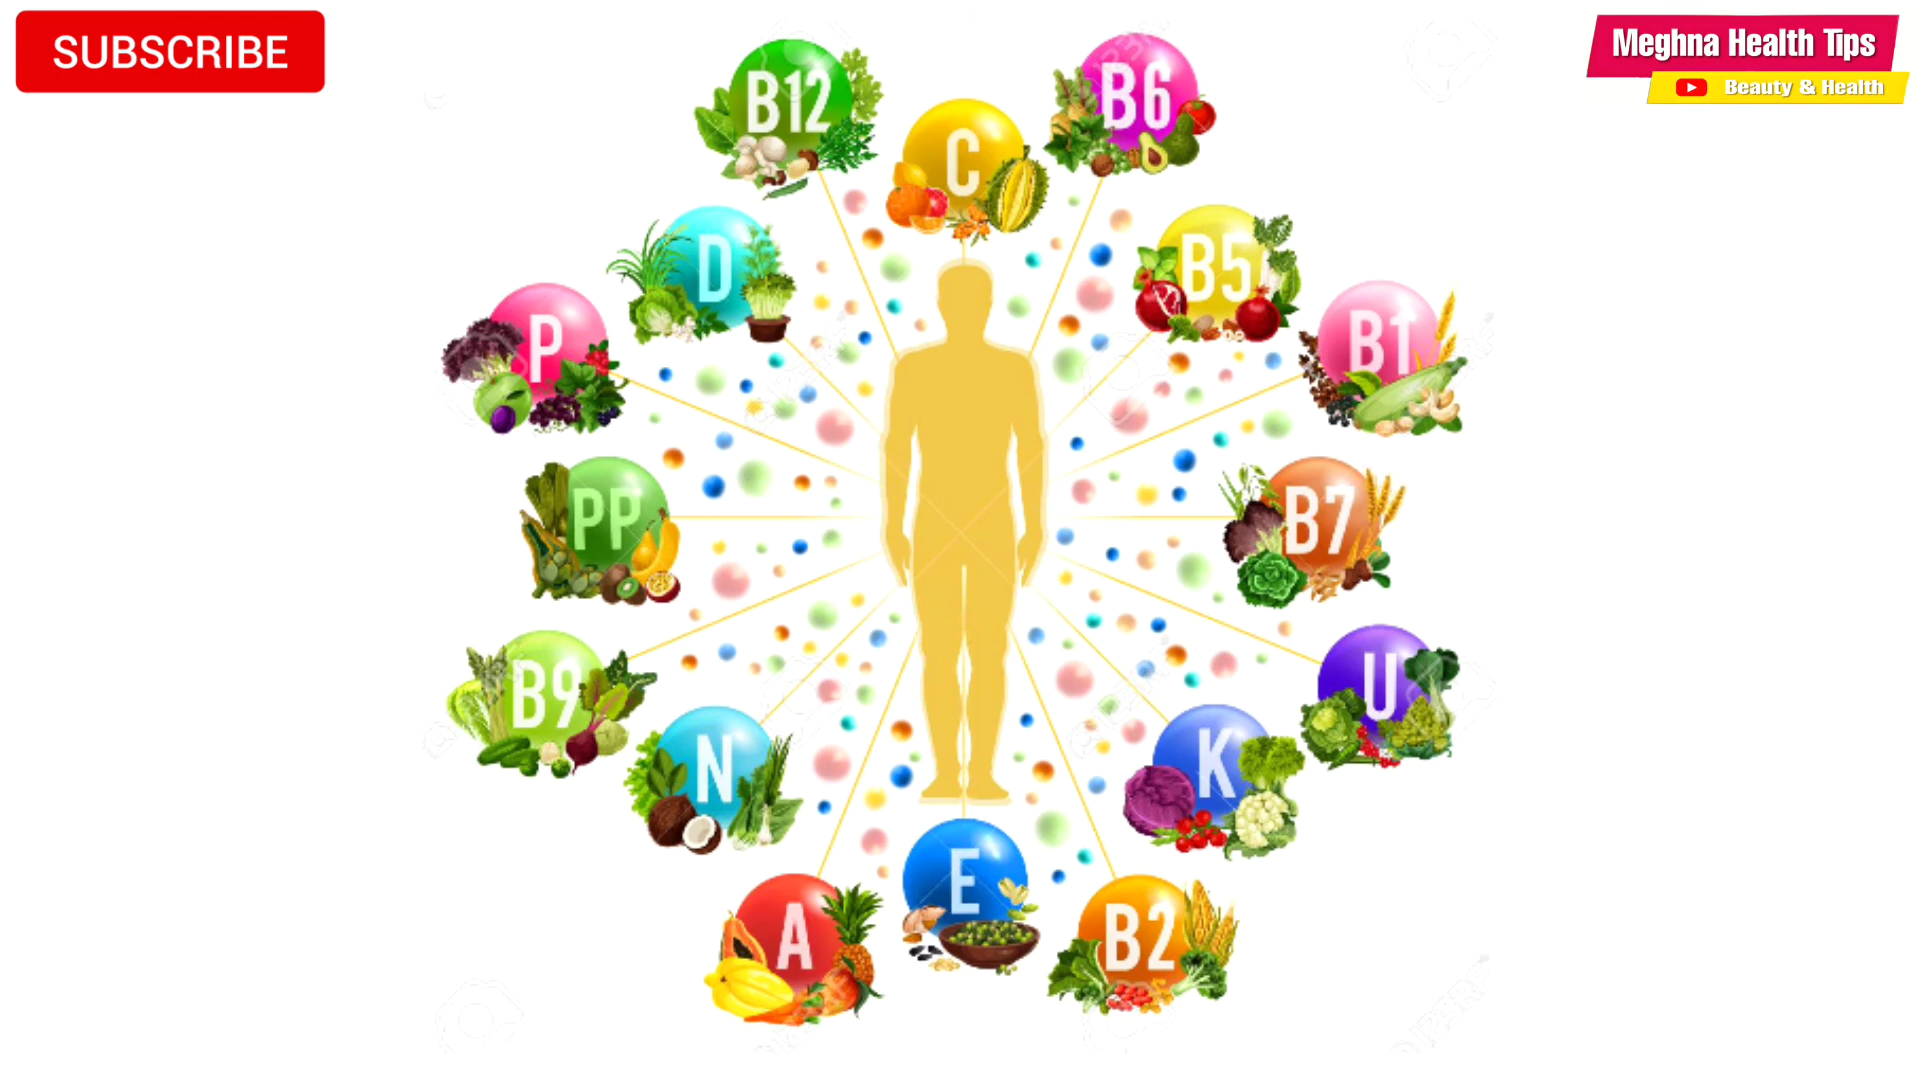 SUBSCRIBE
Meghna Health Tips
Beauty & Health
B12
B6
C
D
B5
P
B1
PP
B7
B9
U
N
K
E
A
B2